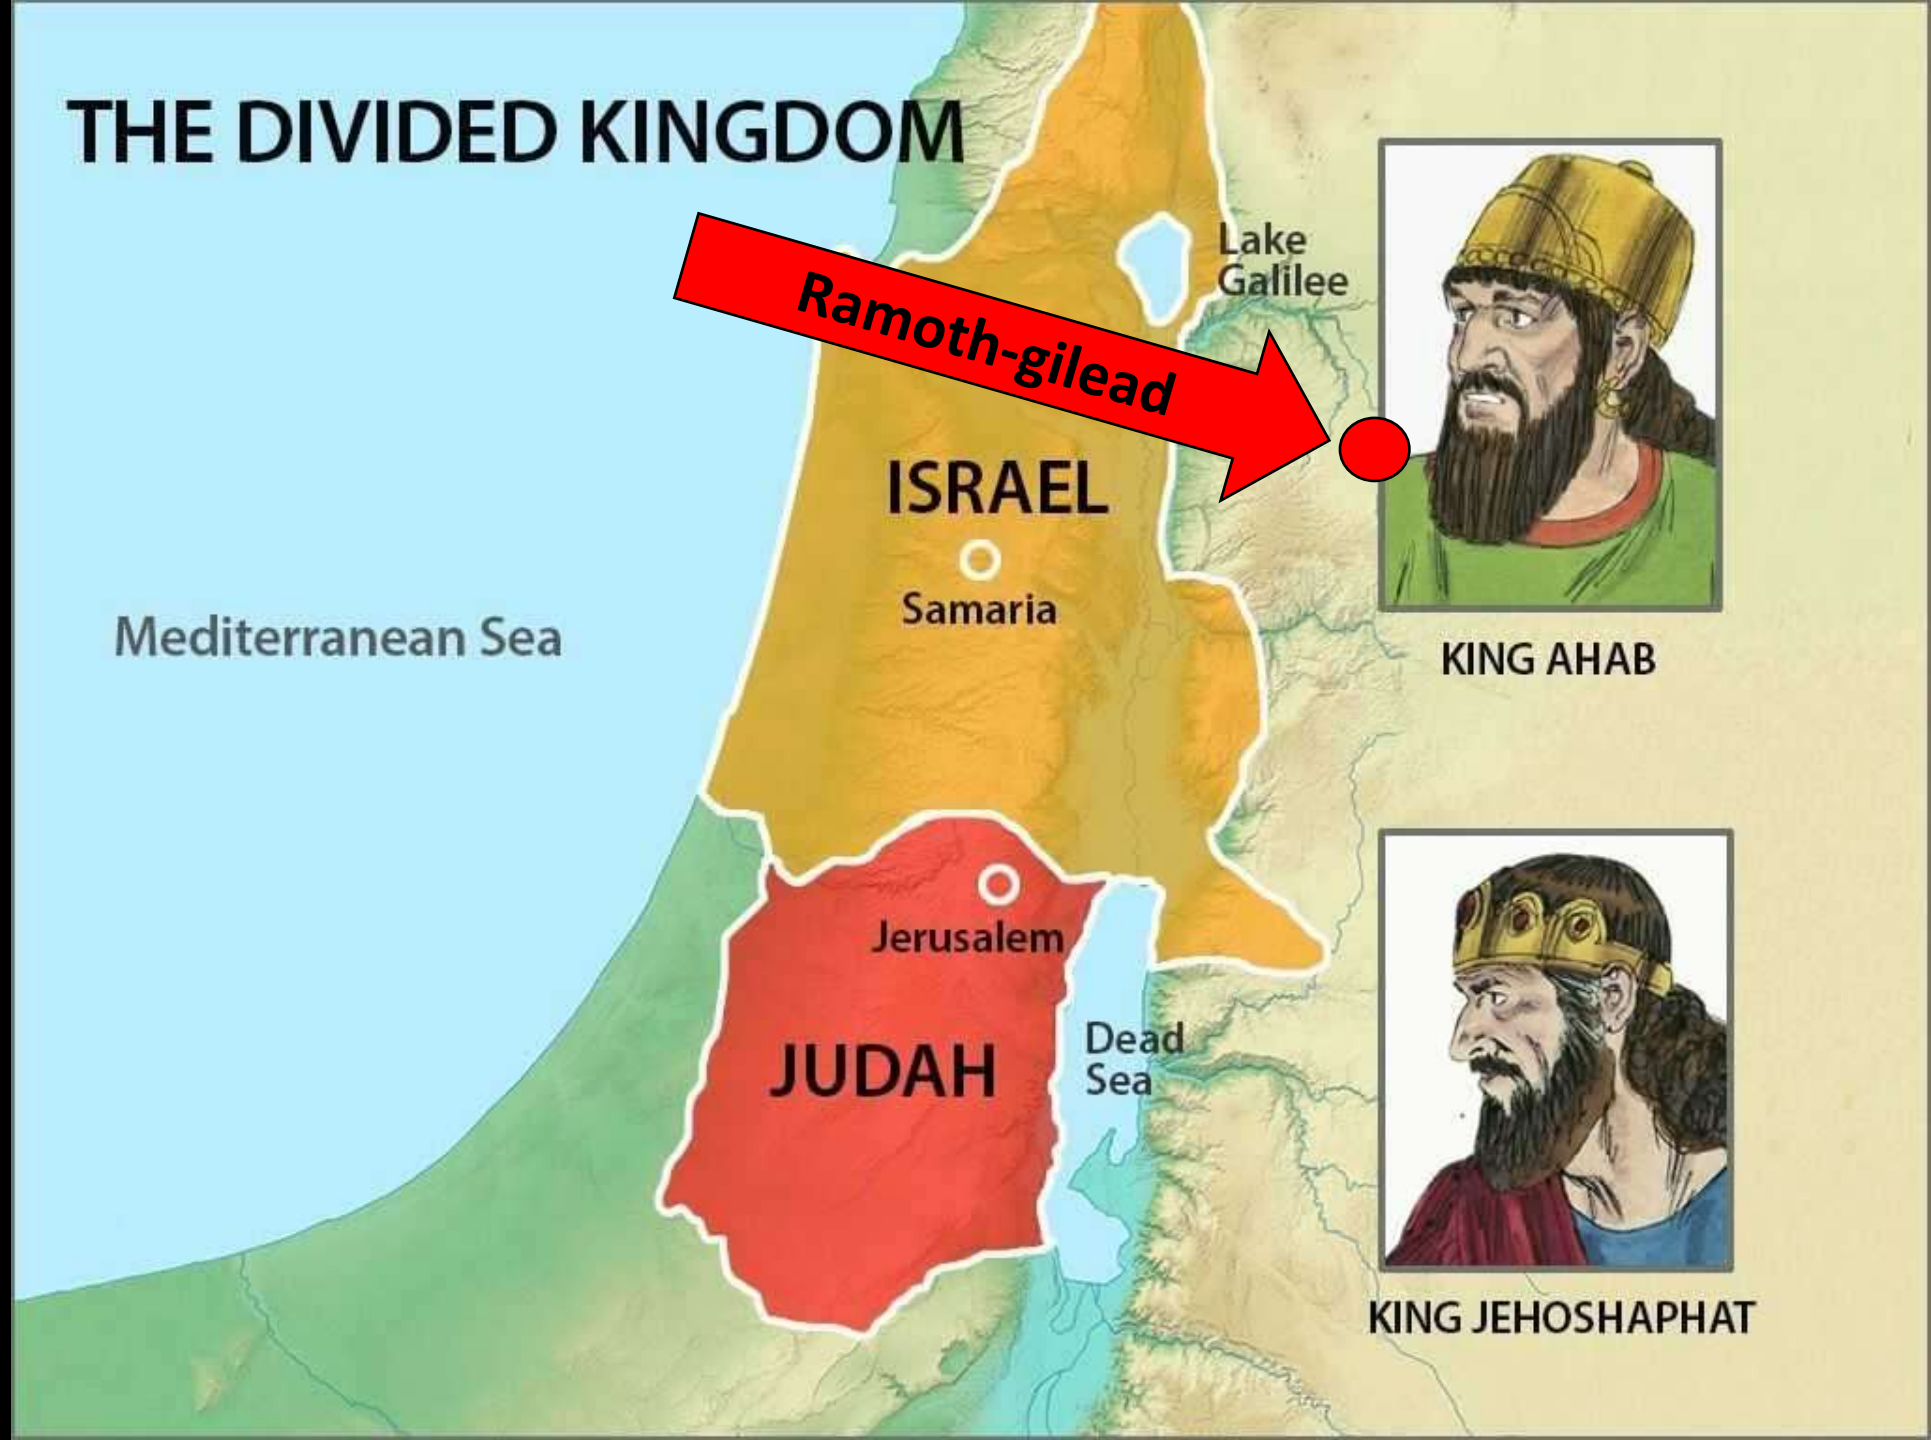 THE DIVIDED KINGDOM
Lake
Galilee
Ramoth-gilead
ISRAEL
Samaria
Mediterranean Sea
KING AHAB
Jerusalem
JUDAH
Dead
Sea
KING JEHOSHAPHAT